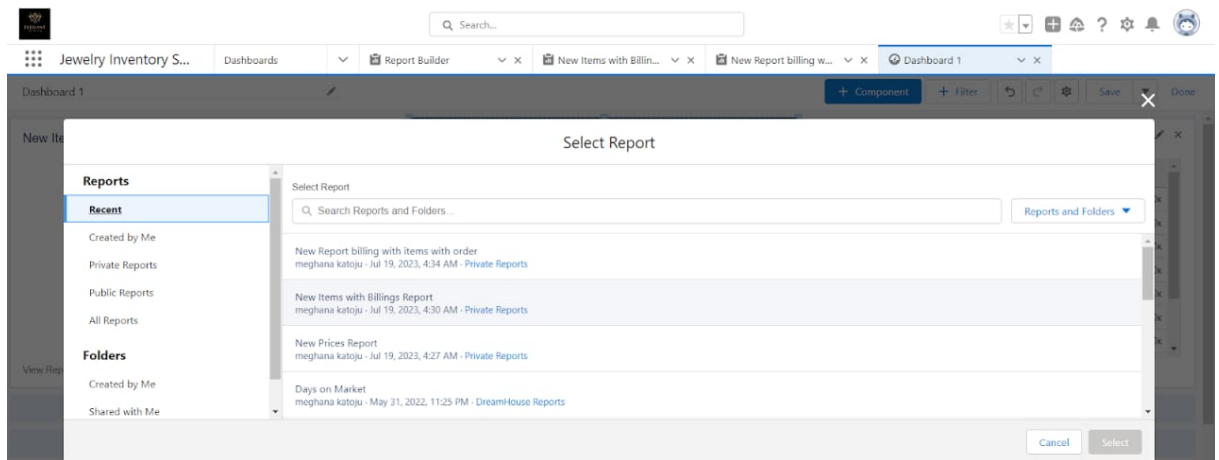 Search...
Jewelry Inventory S...
Dashboards
Report Builder
New Items with Billin...
New Report billing w...
Dashboard 1
Dashboard 1
+ Component
+ Filter
Save
Done
New Ite
Select Report
Reports
Recent
Created by Me
Private Reports
Public Reports
All Reports
Folders
Created by Me
Shared with Me
Select Report
Search Reports and Folders...
Reports and Folders
New Report billing with items with order
meghana katoju · Jul 19, 2023, 4:34 AM · Private Reports
New Items with Billings Report
meghana katoju · Jul 19, 2023, 4:30 AM · Private Reports
New Prices Report
meghana katoju · Jul 19, 2023, 4:27 AM · Private Reports
Days on Market
meghana katoju · May 31, 2022, 11:25 PM · DreamHouse Reports
View Rep
Cancel
Select